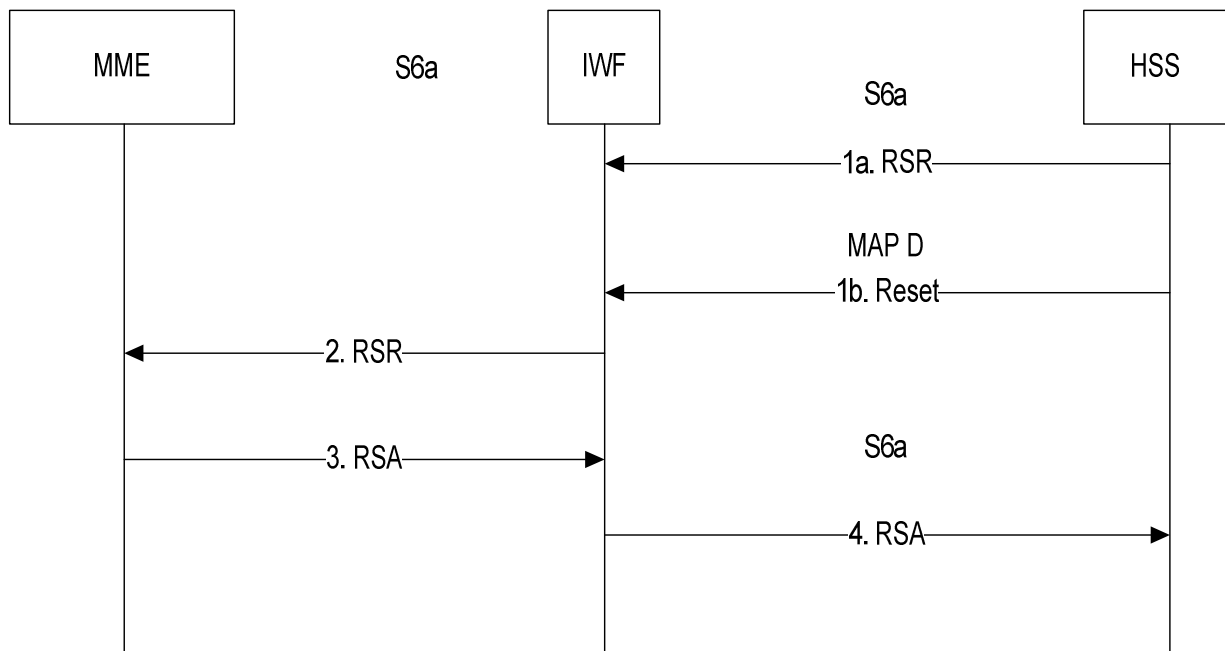 MME
S6a
IWF
HSS
S6a
1a. RSR
MAP D
1b. Reset
2. RSR
3. RSA
S6a
4. RSA